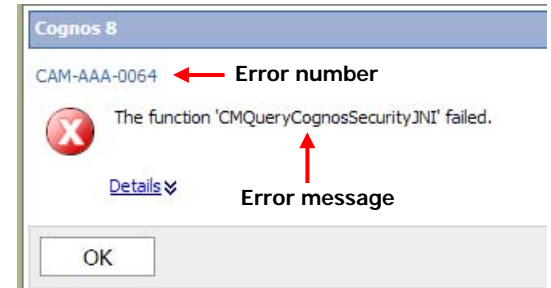 Cognos 8
CAM-AAA-0064 Error number
The function 'CMQueryCognosSecurityJNI' failed.
Details
Error message
OK